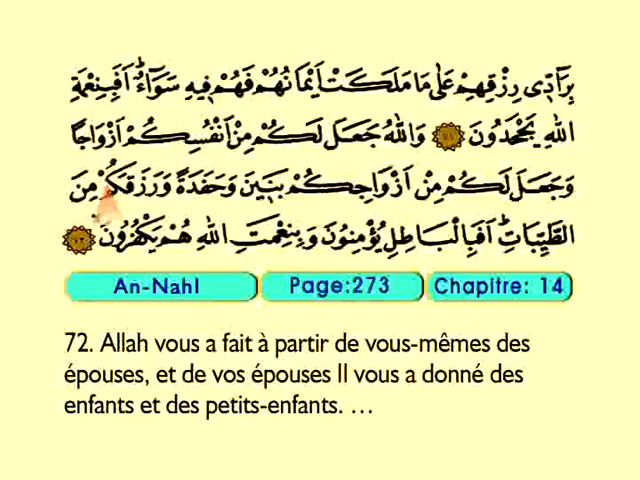 بِرَآدِّى رِزْقِهِمْ عَلَىٰ مَا مَلَكَتْ أَيْمَٰنُهُمْ فَهُمْ فِيهِ سَوَآءٌ ۚ أَفَبِنِعْمَةِ
اللَّهِ يَجْحَدُونَ ٧١ وَاللَّهُ جَعَلَ لَكُم مِّنْ أَنفُسِكُمْ أَزْوَاجًا
وَجَعَلَ لَكُم مِّنْ أَزْوَاجِكُم بَنِينَ وَحَفَدَةً وَرَزَقَكُم مِّنَ
الطَّيِّبَاتِ ۚ أَفَبِالْبَاطِلِ يُؤْمِنُونَ وَبِنِعْمَتِ اللَّهِ هُمْ يَكْفُرُونَ ٧٢
An-Nahl Page:273 Chapitre: 14
72. Allah vous a fait à partir de vous-mêmes des
épouses, et de vos épouses Il vous a donné des
enfants et des petits-enfants. …